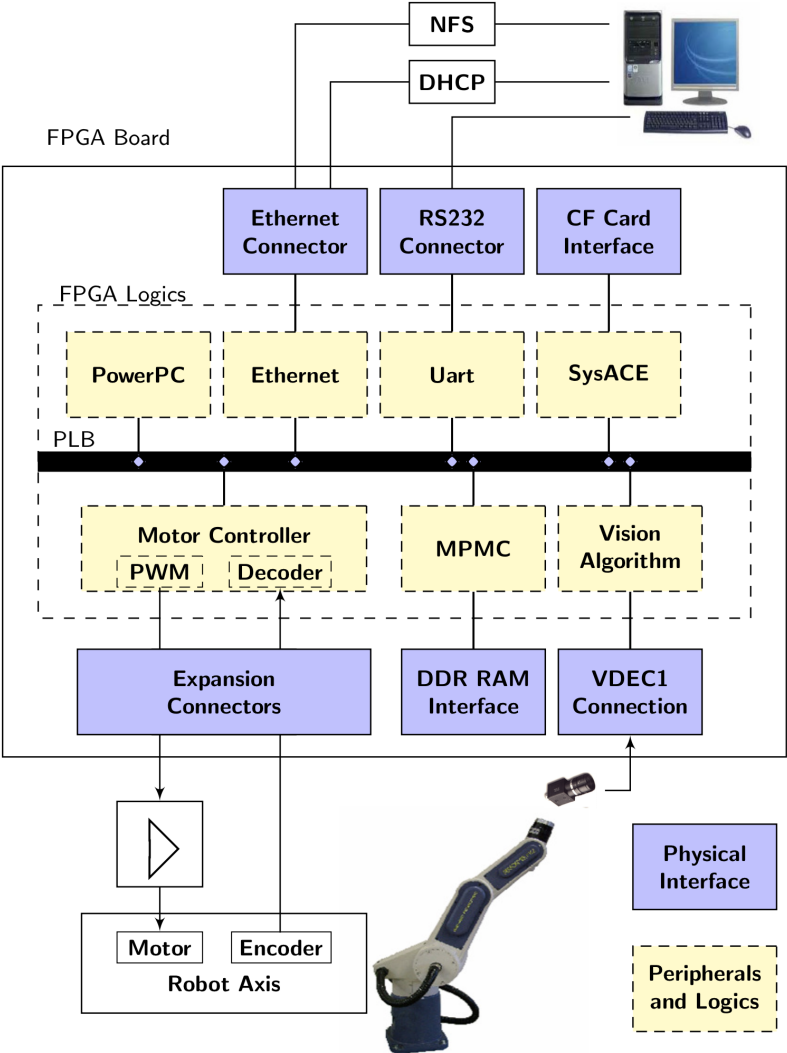 NFS
DHCP
FPGA Board
Ethernet
Connector
RS232
Connector
CF Card
Interface
FPGA Logics
PowerPC
Ethernet
Uart
SysACE
PLB
Motor Controller
PWM
Decoder
MPMC
Vision
Algorithm
Expansion
Connectors
DDR RAM
Interface
VDEC1
Connection
Physical
Interface
Motor
Encoder
Robot Axis
Peripherals
and Logics